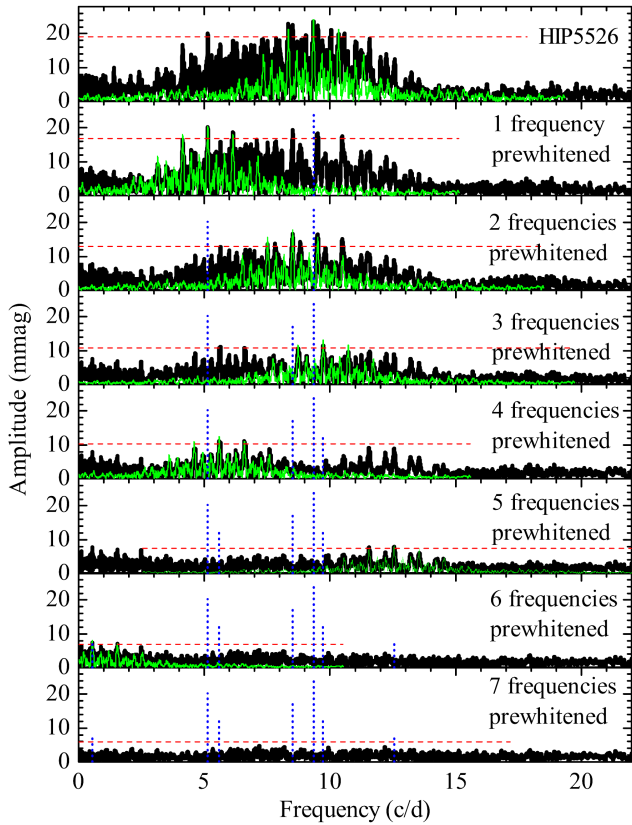 HIP5526
20
10
0
1 frequency
prewhitened
20
10
0
2 frequencies
prewhitened
20
10
0
3 frequencies
prewhitened
20
10
0
4 frequencies
prewhitened
20
10
0
5 frequencies
prewhitened
20
10
0
6 frequencies
prewhitened
20
10
0
7 frequencies
prewhitened
20
10
0
0 5 10 15 20
Frequency (c/d)
Amplitude (mmag)